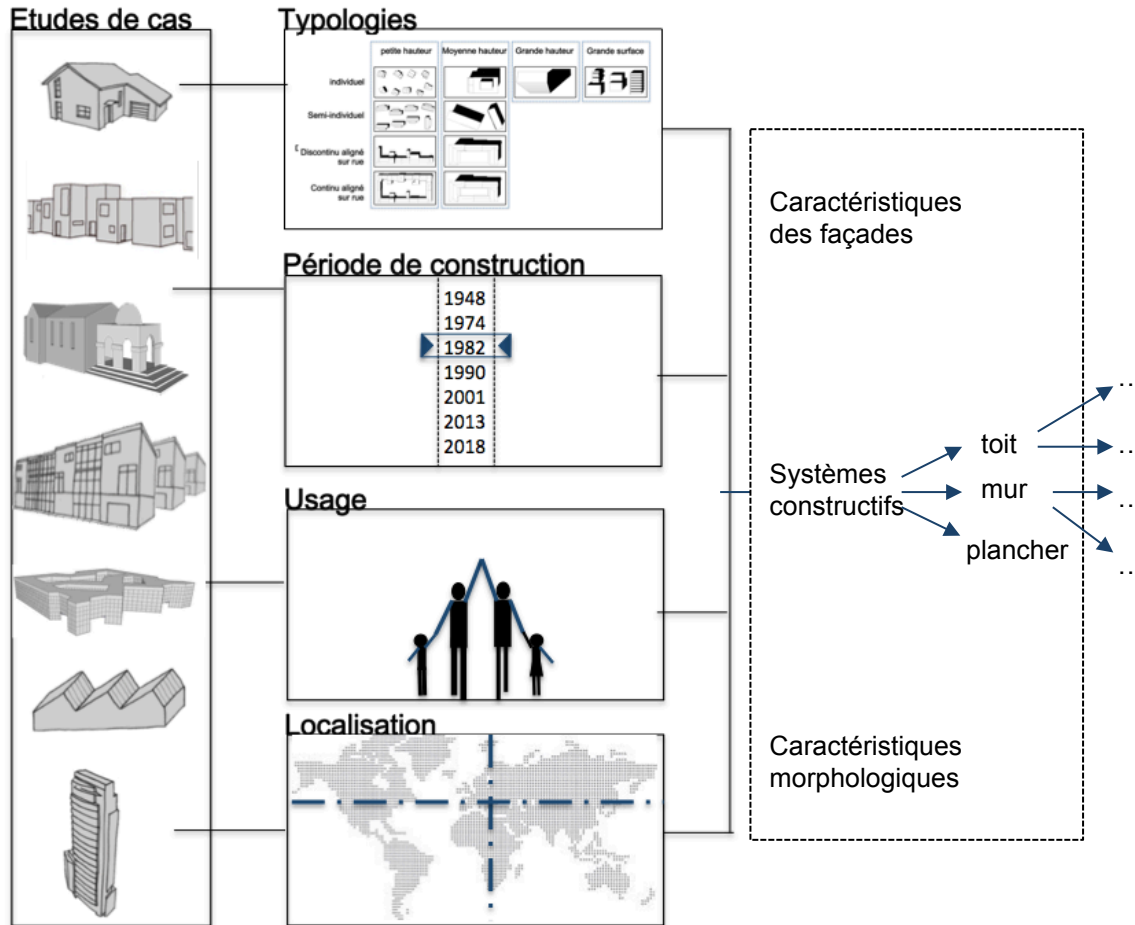 Etudes de cas
Typologies
petite hauteur
Moyenne hauteur
Grande hauteur
Grande surface
individuel
Semi-individuel
Discontinu aligné
sur rue
Continu aligné
sur rue
Période de construction
1948
1974
1982
1990
2001
2013
2018
Usage
Localisation
Caractéristiques
des façades
Systèmes
constructifs
toit
mur
plancher
..
..
..
..
Caractéristiques
morphologiques